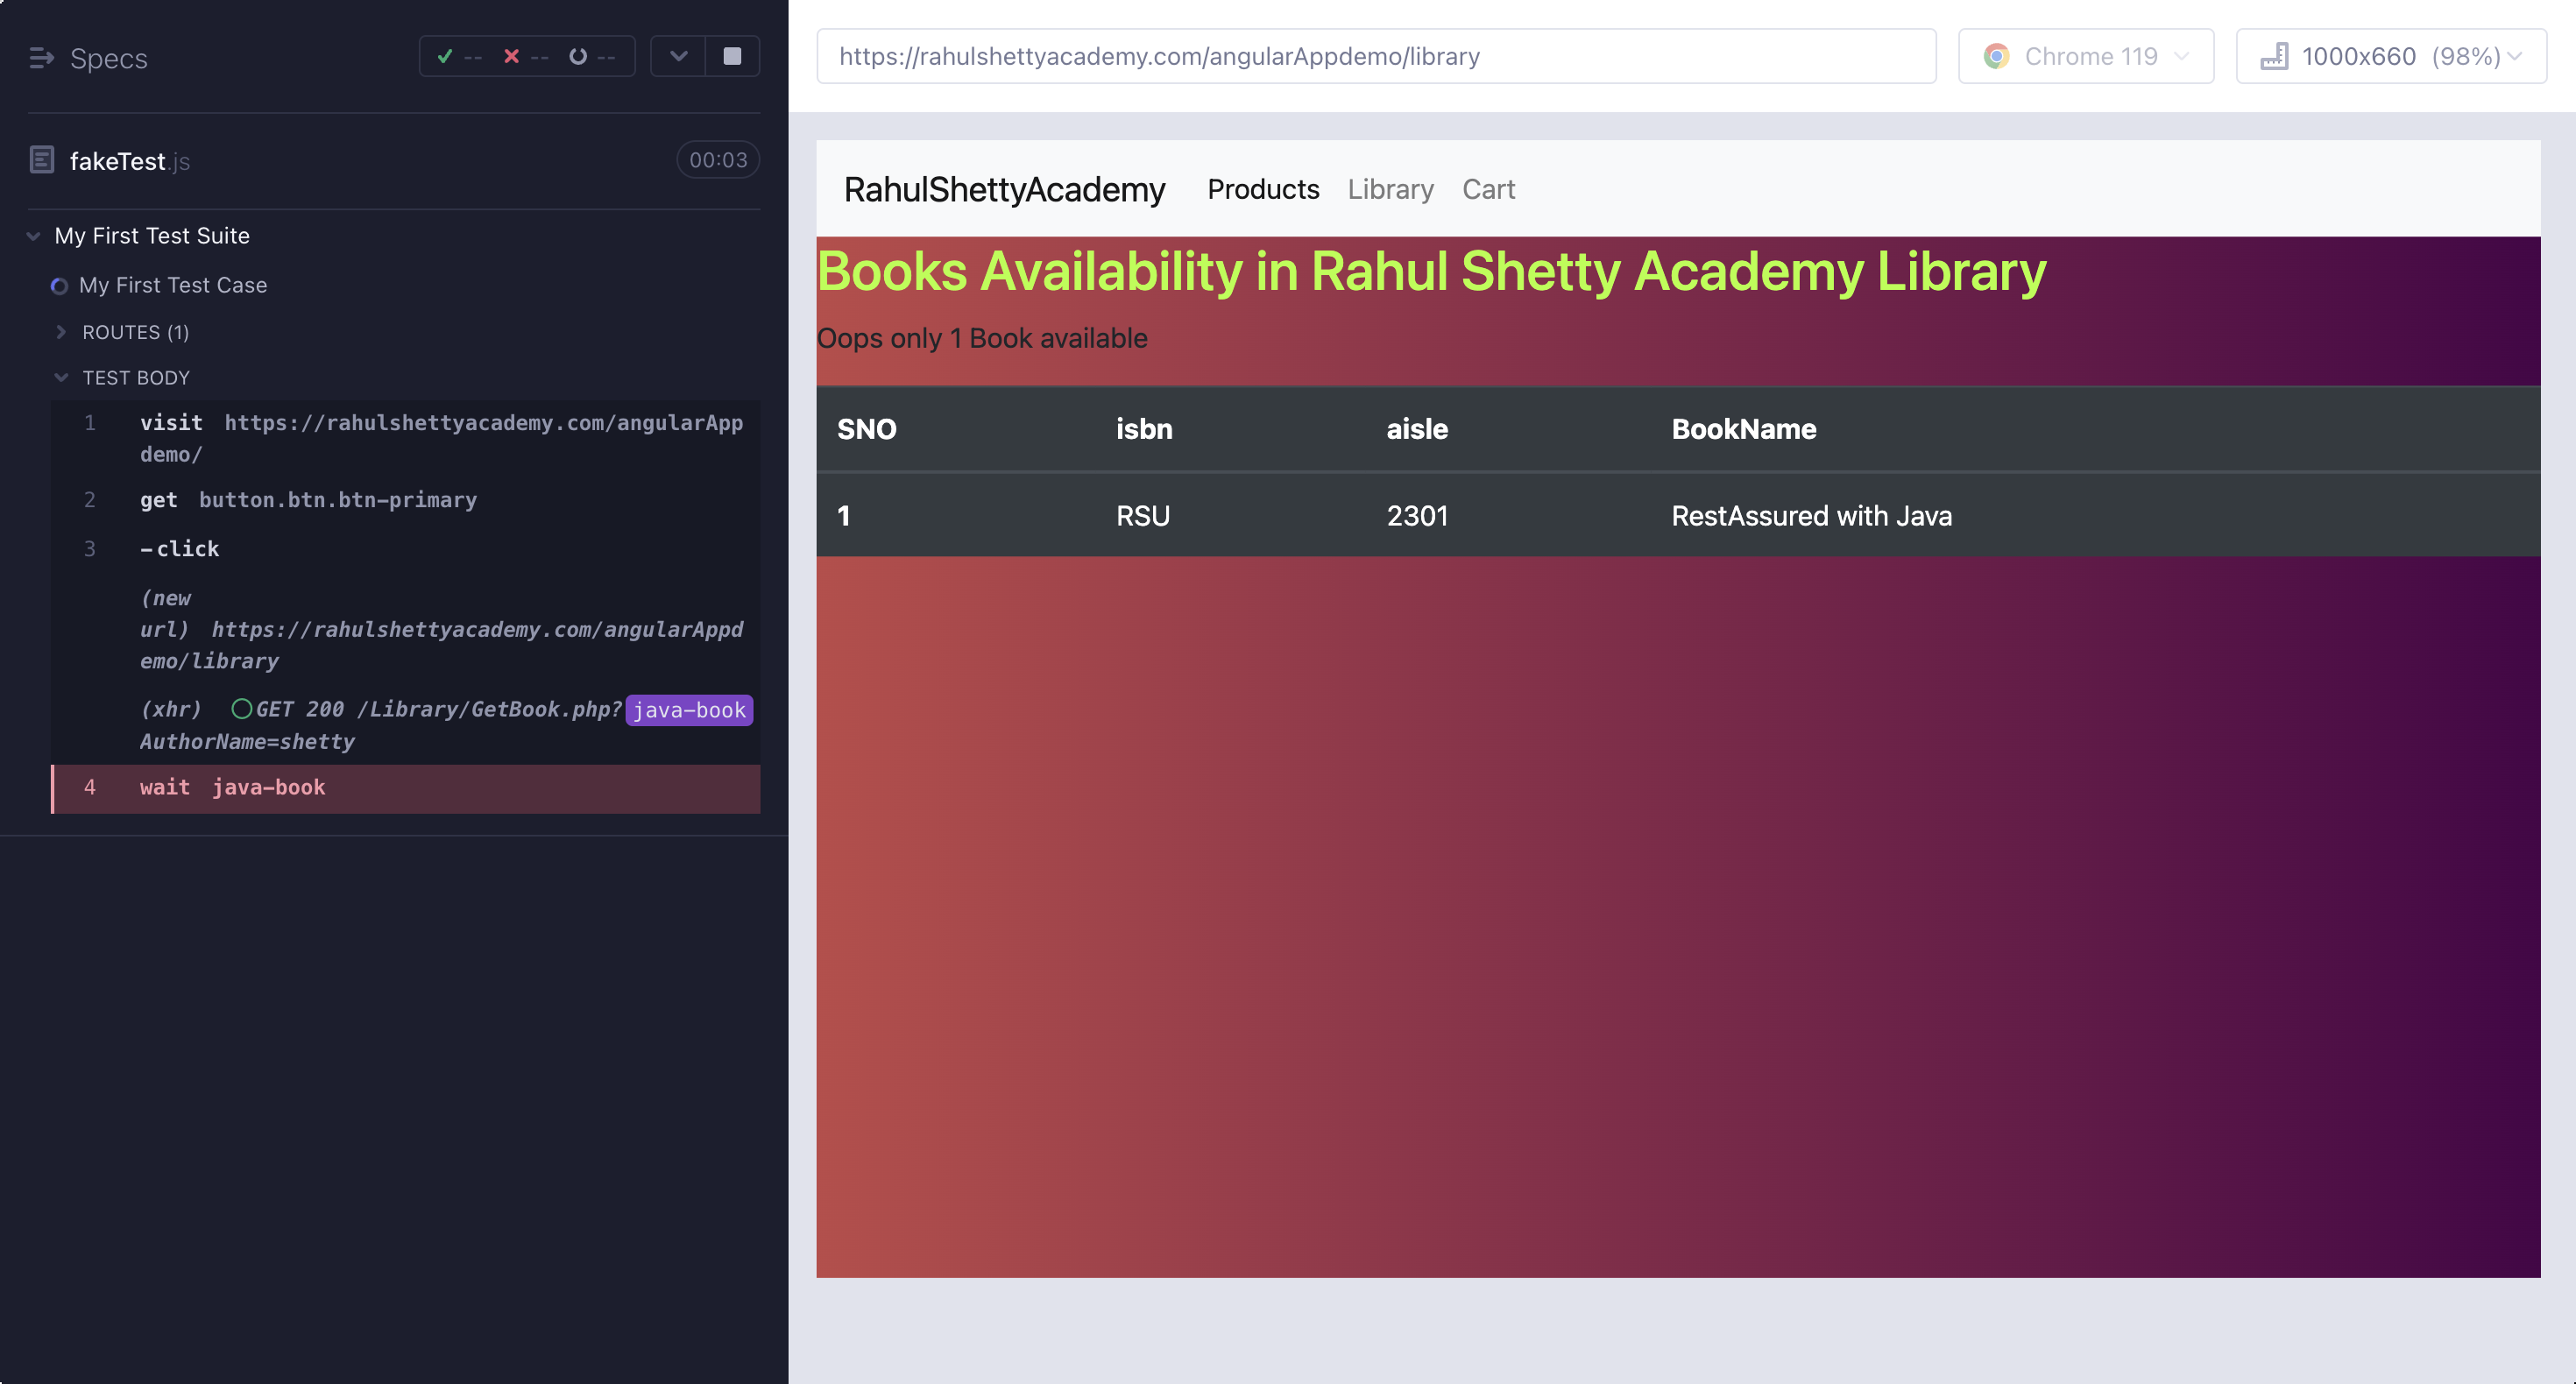 Specs
-- -- --
fakeTest.js
00:03
My First Test Suite
My First Test Case
ROUTES (1)
TEST BODY
1 visit https://rahulshettyacademy.com/angularApp
demo/
2 get button.btn.btn-primary
3 -click
(new
url) https://rahulshettyacademy.com/angularAppd
emo/library
(xhr) GET 200 /Library/GetBook.php? java-book
AuthorName=shetty
4 wait java-book
https://rahulshettyacademy.com/angularAppdemo/library
Chrome 119
1000x660 (98%)
RahulShettyAcademy Products Library Cart
Books Availability in Rahul Shetty Academy Library
Oops only 1 Book available
SNO isbn aisle BookName
1 RSU 2301 RestAssured with Java